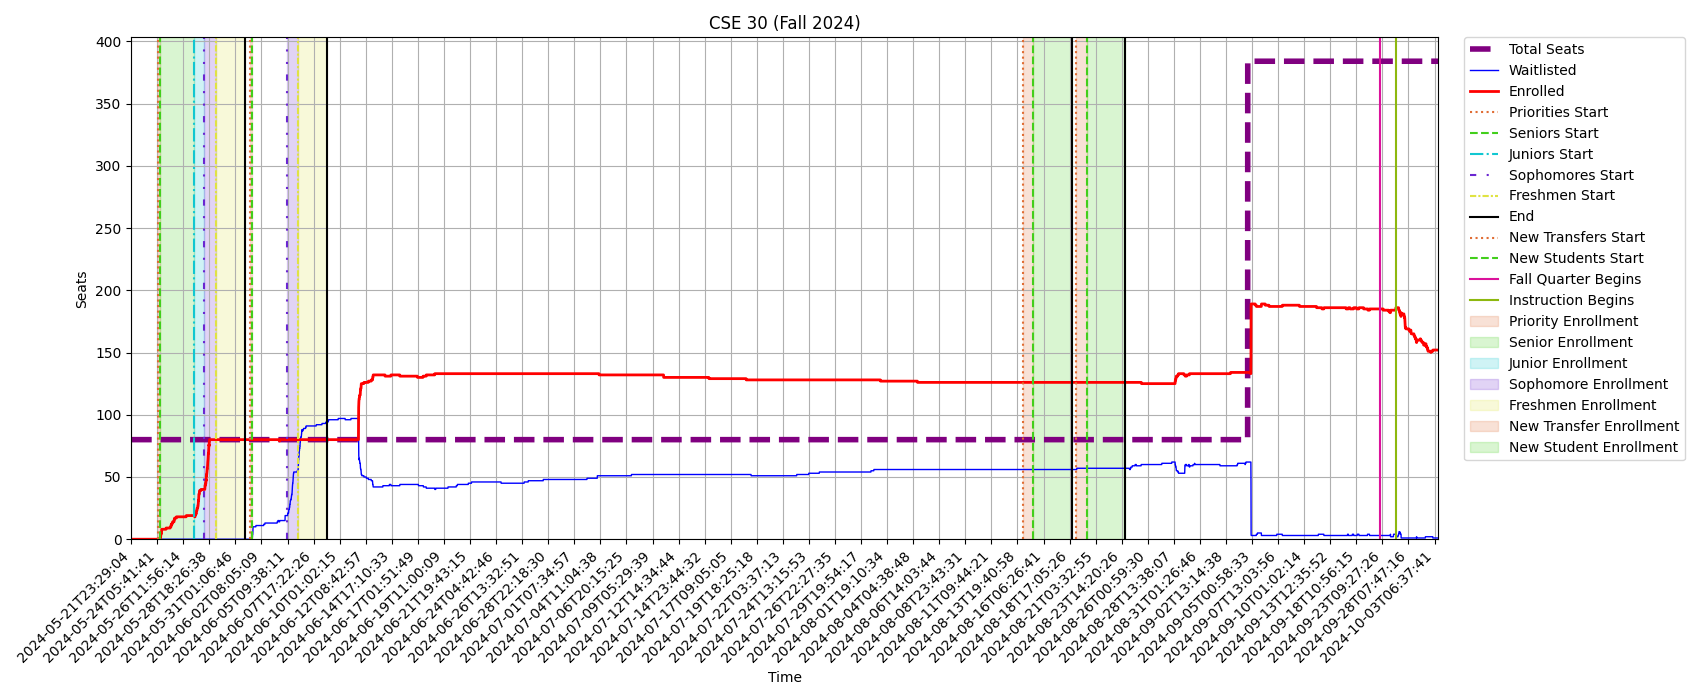 CSE 30 (Fall 2024)
400
350
300
250
200
150
100
50
0
Seats
2024-05-21T23:29:04
2024-05-24T05:41:41
2024-05-26T11:56:14
2024-05-28T18:26:38
2024-05-31T01:06:46
2024-06-02T08:05:09
2024-06-05T09:38:11
2024-06-07T17:22:26
2024-06-10T01:02:15
2024-06-12T08:42:57
2024-06-14T17:10:33
2024-06-17T01:51:49
2024-06-19T11:00:09
2024-06-21T19:43:15
2024-06-24T04:42:46
2024-06-26T13:32:51
2024-06-28T22:18:30
2024-07-01T07:34:57
2024-07-04T11:04:38
2024-07-06T20:15:23
2024-07-09T05:29:39
2024-07-12T14:34:44
2024-07-14T23:44:32
2024-07-17T09:05:05
2024-07-19T18:25:18
2024-07-22T03:37:13
2024-07-24T13:15:53
2024-07-26T22:27:35
2024-07-29T19:54:17
2024-08-01T19:10:34
2024-08-04T04:38:48
2024-08-06T14:03:44
2024-08-08T23:43:31
2024-08-11T09:44:21
2024-08-13T19:40:58
2024-08-16T06:26:41
2024-08-18T17:05:26
2024-08-21T03:32:55
2024-08-23T14:20:26
2024-08-26T00:59:30
2024-08-28T13:38:07
2024-08-31T01:26:46
2024-09-02T13:14:38
2024-09-05T00:58:33
2024-09-07T13:03:56
2024-09-10T01:02:14
2024-09-13T12:35:52
2024-09-18T10:56:15
2024-09-23T09:27:26
2024-09-28T07:47:16
2024-10-03T06:37:41
Time
Total Seats
Waitlisted
Enrolled
Priorities Start
Seniors Start
Juniors Start
Sophomores Start
Freshmen Start
End
New Transfers Start
New Students Start
Fall Quarter Begins
Instruction Begins
Priority Enrollment
Senior Enrollment
Junior Enrollment
Sophomore Enrollment
Freshmen Enrollment
New Transfer Enrollment
New Student Enrollment